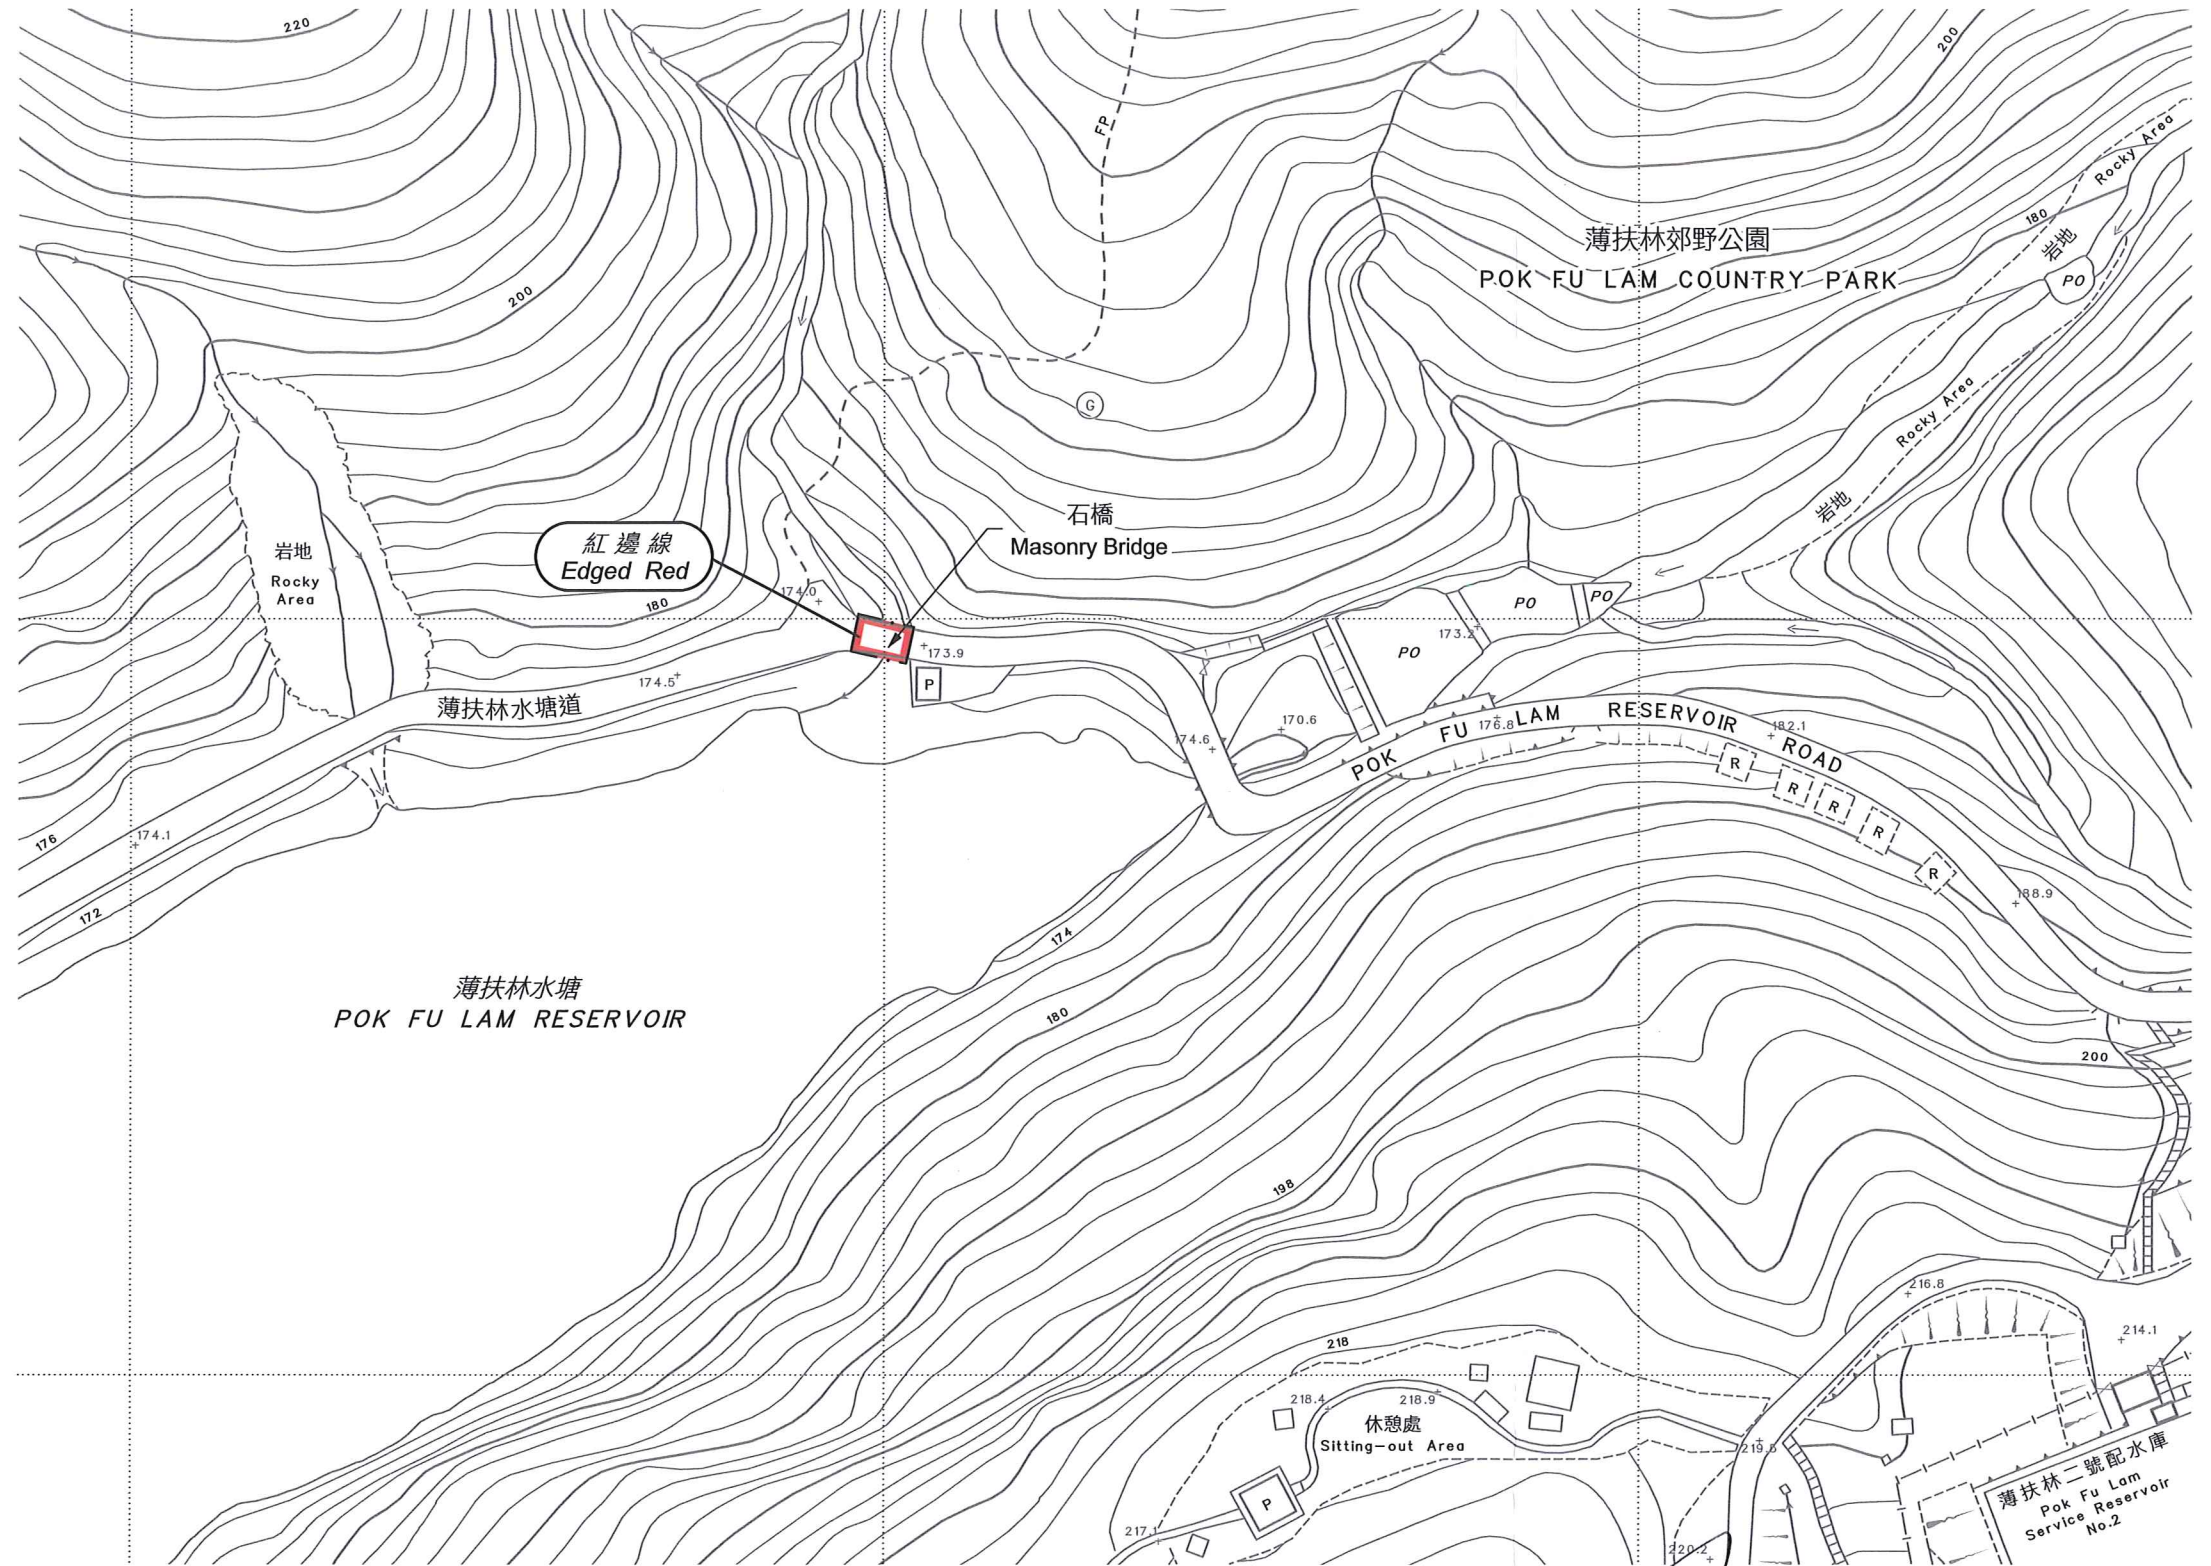 220
200
FP
Rocky Area
180
岩地
薄扶林郊野公園
POK FU LAM COUNTRY PARK
PO
200
G
Rocky Area
岩地
石橋
Masonry Bridge
紅邊線
Edged Red
岩地
Rocky
Area
180
174.0
PO
PO
173.2
PO
173.9
P
174.5
薄扶林水塘道
170.6
174.6
176.8
182.1
POK FU LAM RESERVOIR ROAD
R
R
R
R
R
176
174.1
172
188.9
174
薄扶林水塘
POK FU LAM RESERVOIR
180
200
198
216.8
214.1
218
218.4
218.9
休憩處
Sitting-out Area
219.6
P
217.1
220.2
薄扶林二號配水庫
Pok Fu Lam
Service Reservoir
No.2